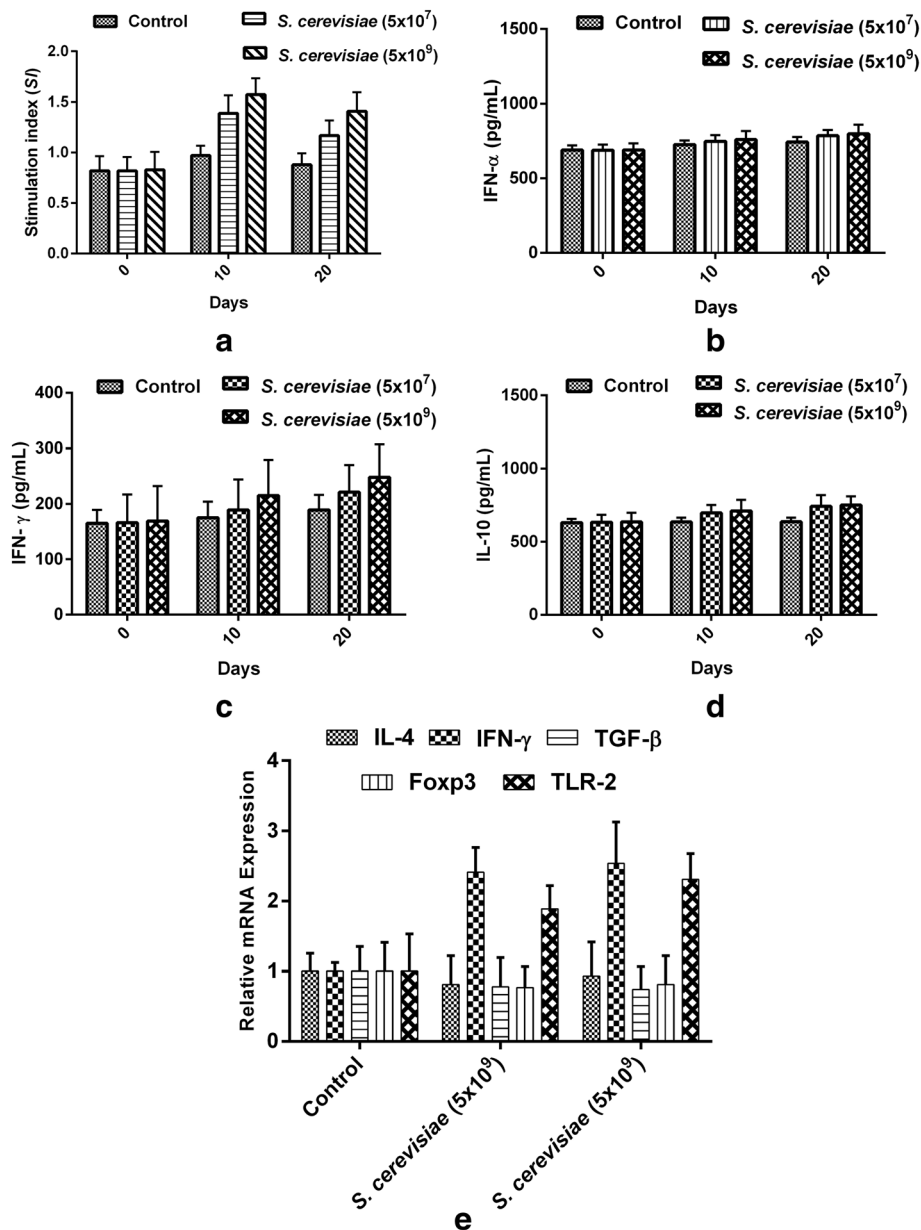 Control
S. cerevisiae (5x10⁷)
S. cerevisiae (5x10⁹)
Stimulation index (SI)
2.0
1.5
1.0
0.5
0.0
0
10
20
Days
a
Control
S. cerevisiae (5x10⁷)
S. cerevisiae (5x10⁹)
IFN-α (pg/mL)
1500
1000
500
0
0
10
20
Days
b
Control
S. cerevisiae (5x10⁷)
S. cerevisiae (5x10⁹)
IFN- γ (pg/mL)
400
300
200
100
0
0
10
20
Days
c
Control
S. cerevisiae (5x10⁷)
S. cerevisiae (5x10⁹)
IL-10 (pg/mL)
1500
1000
500
0
0
10
20
Days
d
IL-4 IFN-γ TGF-β
Foxp3 TLR-2
Relative mRNA Expression
4
3
2
1
0
Control
S. cerevisiae (5x10⁹)
S. cerevisiae (5x10⁹)
e